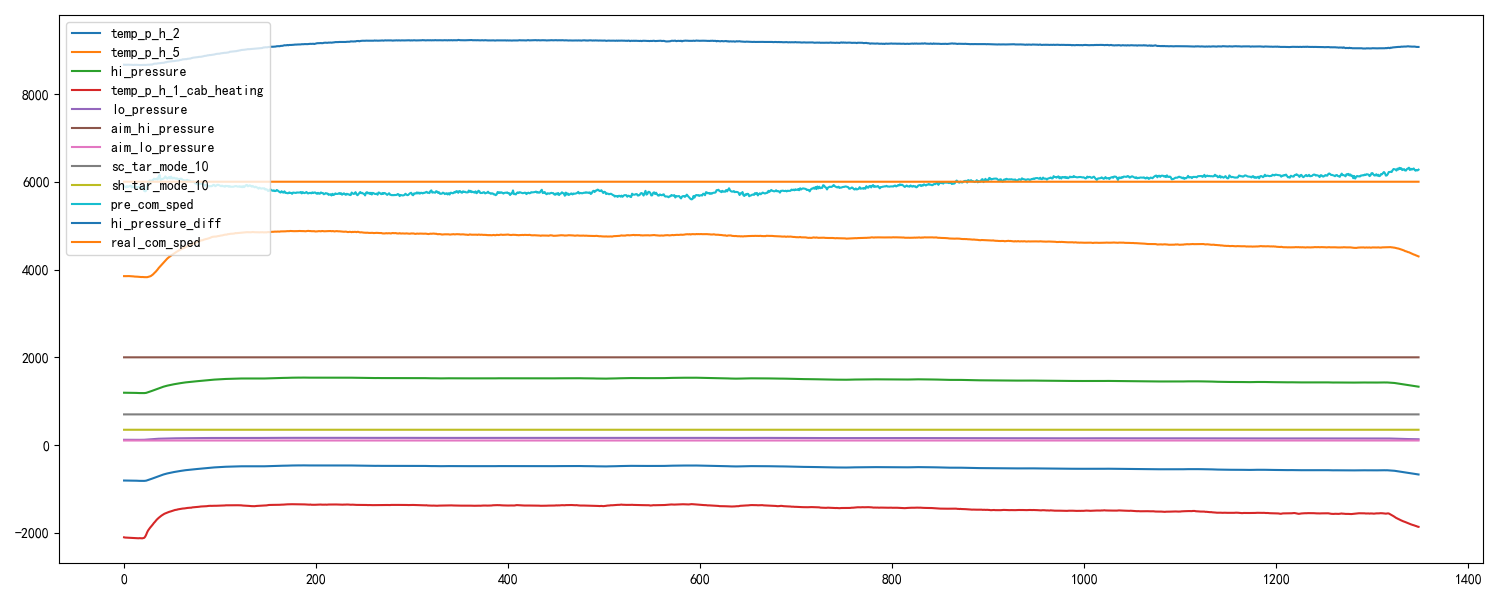 temp_p_h_2
temp_p_h_5
hi_pressure
temp_p_h_1_cab_heating
lo_pressure
aim_hi_pressure
aim_lo_pressure
sc_tar_mode_10
sh_tar_mode_10
pre_com_sped
hi_pressure_diff
real_com_sped
8000
6000
4000
2000
0
−2000
0 200 400 600 800 1000 1200 1400